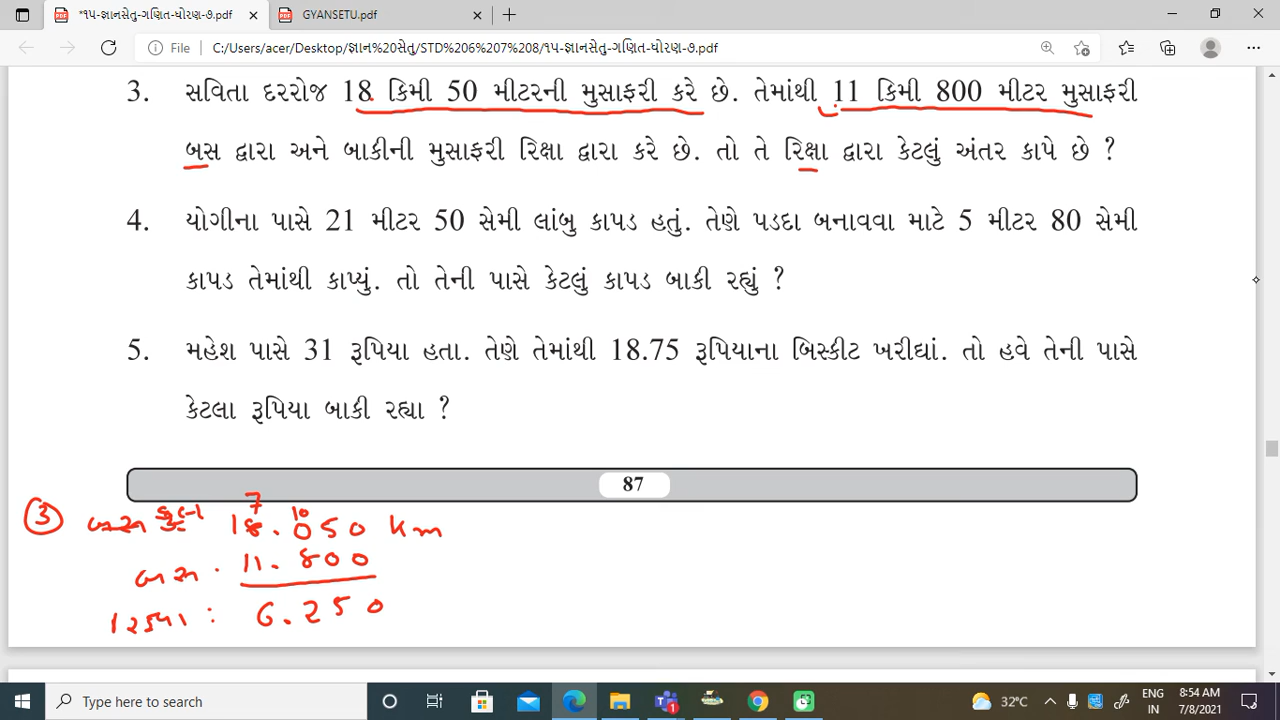 *૧૫-જ્ઞાનસેતુ-ગણિત-ધોરણ-૭.pdf
GYANSETU.pdf
File C:/Users/acer/Desktop/જ્ઞાન%20સેતુ/STD%206%207%208/૧૫-જ્ઞાનસેતુ-ગણિત-ધોરણ-૭.pdf
3. સવિતા દરરોજ 18 કિમી 50 મીટરની મુસાફરી કરે છે. તેમાંથી 11 કિમી 800 મીટર મુસાફરી
બસ દ્વારા અને બાકીની મુસાફરી રિક્ષા દ્વારા કરે છે. તો તે રિક્ષા દ્વારા કેટલું અંતર કાપે છે ?
4. યોગીના પાસે 21 મીટર 50 સેમી લાંબુ કાપડ હતું. તેણે પડદા બનાવવા માટે 5 મીટર 80 સેમી
કાપડ તેમાંથી કાપ્યું. તો તેની પાસે કેટલું કાપડ બાકી રહ્યું ?
5. મહેશ પાસે 31 રૂપિયા હતા. તેણે તેમાંથી 18.75 રૂપિયાના બિસ્કીટ ખરીદ્યાં. તો હવે તેની પાસે
કેટલા રૂપિયા બાકી રહ્યા ?
87
7 10
3 18.050 km
બસ 11.800
રિક્ષા : 6.250
Type here to search
32°C
ENG
IN
8:54 AM
7/8/2021